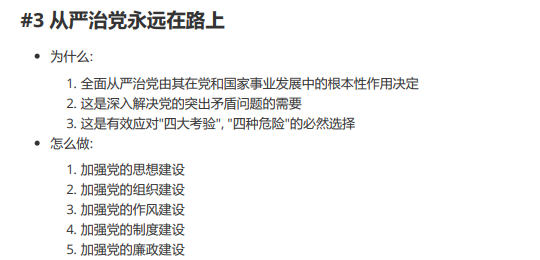 #3 从严治党永远在路上
• 为什么:
1. 全面从严治党由其在党和国家事业发展中的根本性作用决定
2. 这是深入解决党的突出矛盾问题的需要
3. 这是有效应对"四大考验", "四种危险"的必然选择
• 怎么做:
1. 加强党的思想建设
2. 加强党的组织建设
3. 加强党的作风建设
4. 加强党的制度建设
5. 加强党的廉政建设